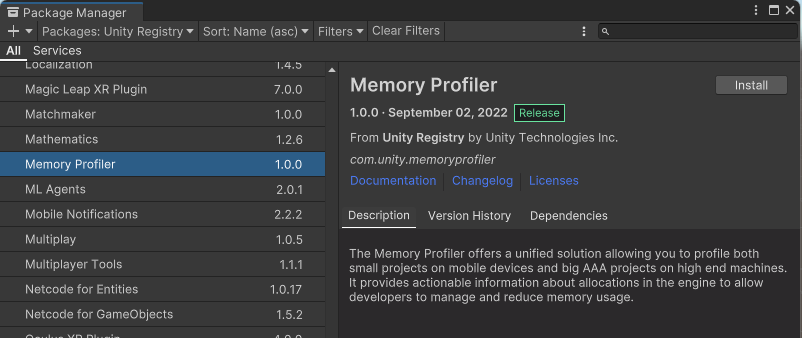 Package Manager
Packages: Unity Registry
Sort: Name (asc)
Filters
Clear Filters
All
Services
Localization 1.4.5
Magic Leap XR Plugin 7.0.0
Matchmaker 1.0.0
Mathematics 1.2.6
Memory Profiler 1.0.0
ML Agents 2.0.1
Mobile Notifications 2.2.2
Multiplay 1.0.5
Multiplayer Tools 1.1.1
Netcode for Entities 1.0.17
Netcode for GameObjects 1.5.2
Oculus XR Plugin
Memory Profiler
Install
1.0.0 · September 02, 2022 Release
From Unity Registry by Unity Technologies Inc.
com.unity.memoryprofiler
Documentation Changelog Licenses
Description Version History Dependencies
The Memory Profiler offers a unified solution allowing you to profile both
small projects on mobile devices and big AAA projects on high end machines.
It provides actionable information about allocations in the engine to allow
developers to manage and reduce memory usage.